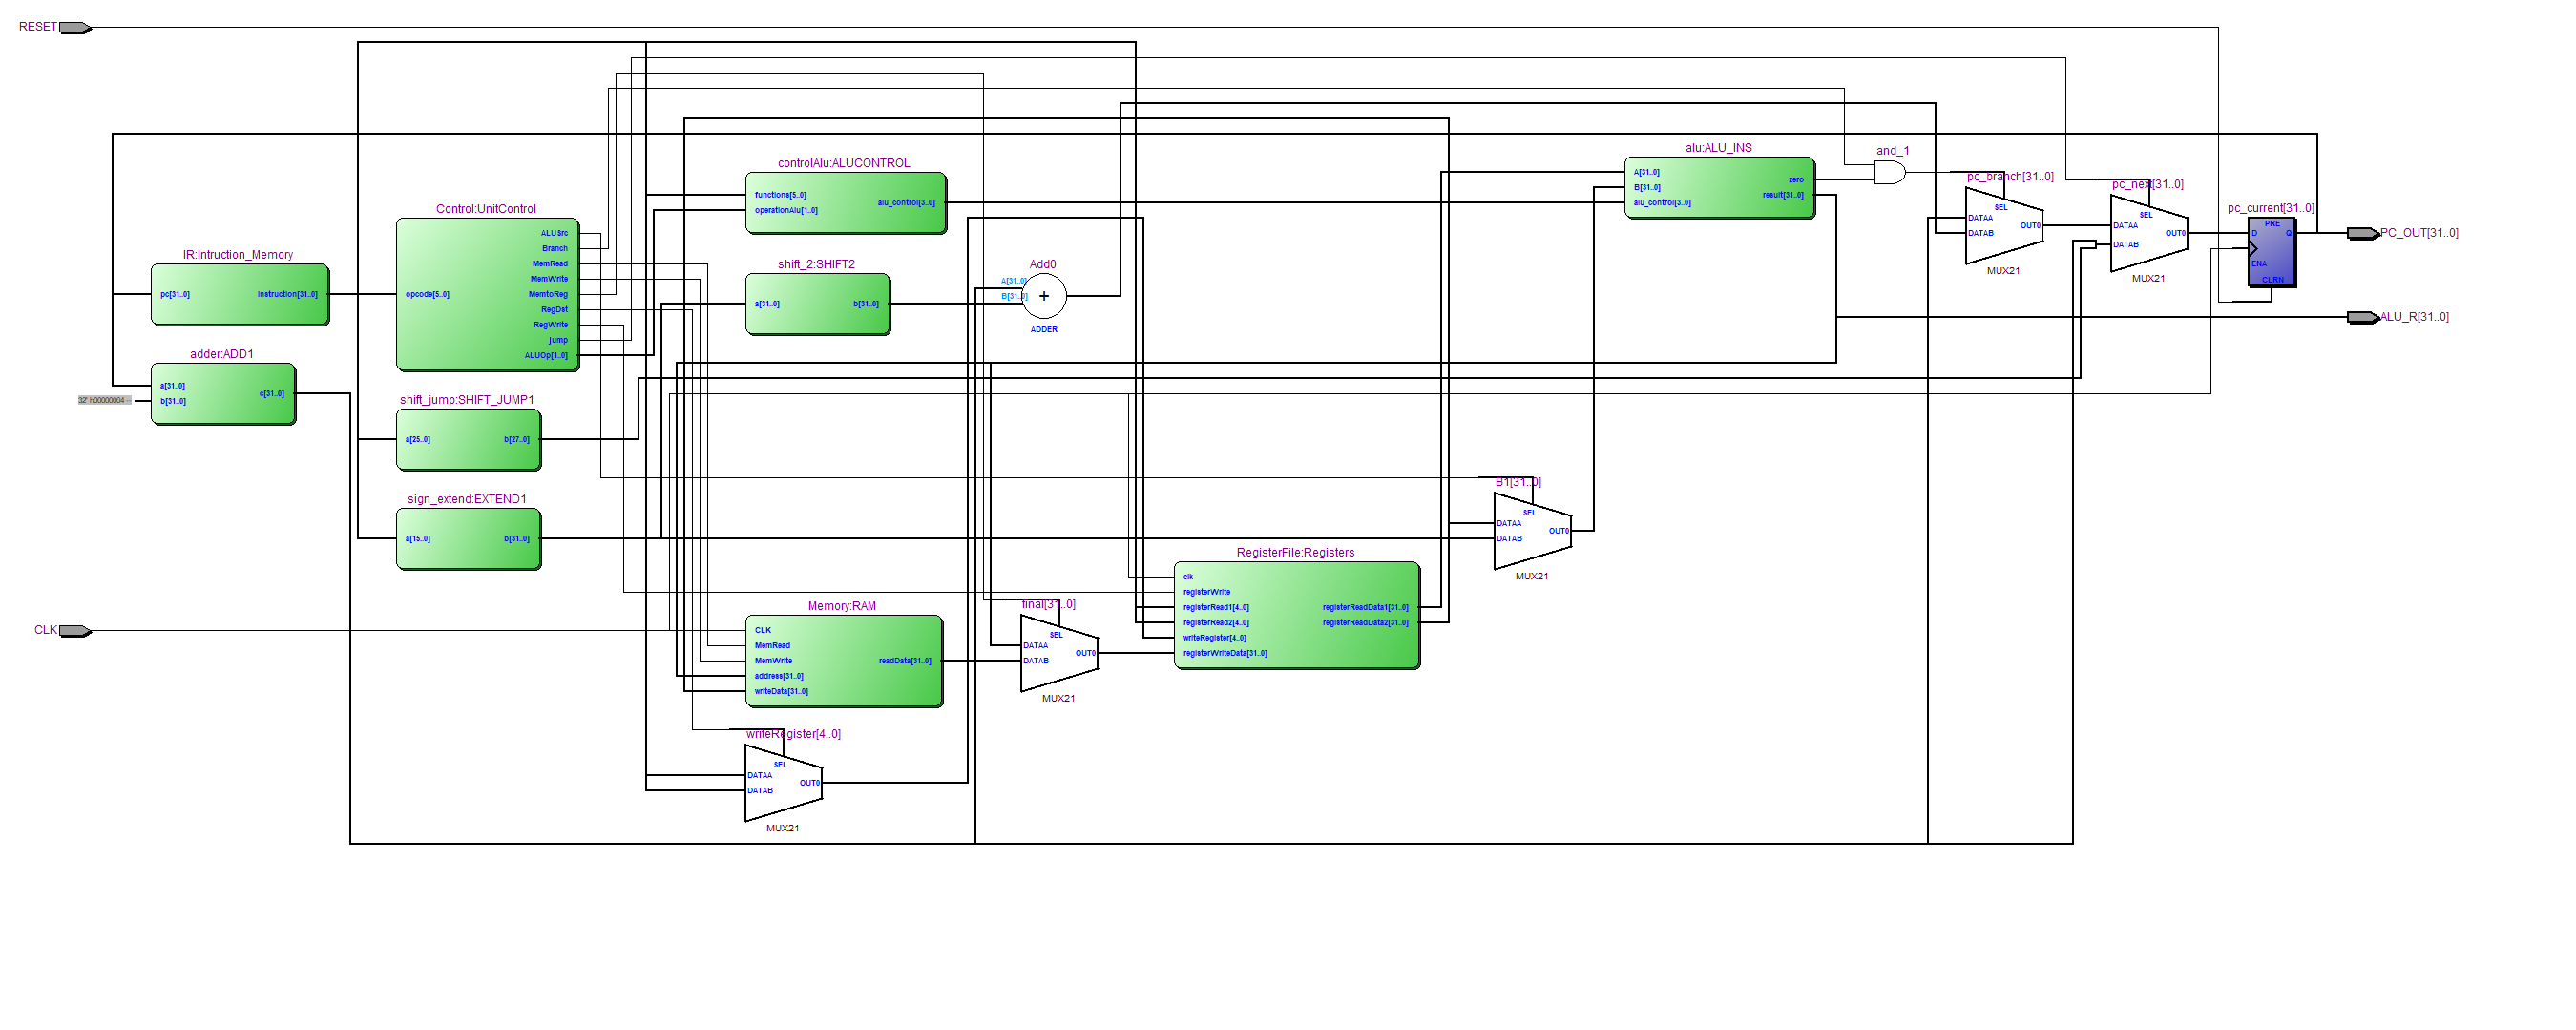 RESET
and_1
controlAlu:ALUCONTROL
functions[5..0]
operationAlu[1..0]
alu_control[3..0]
alu:ALU_INS
A[31..0]
B[31..0]
alu_control[3..0]
zero
result[31..0]
pc_branch[31..0]
SEL
DATAA
DATAB
OUT0
MUX21
pc_next[31..0]
SEL
DATAA
DATAB
OUT0
MUX21
pc_current[31..0]
PRE
D
Q
ENA
CLRN
PC_OUT[31..0]
ALU_R[31..0]
Control:UnitControl
opcode[5..0]
ALUSrc
Branch
MemRead
MemWrite
MemtoReg
RegDst
RegWrite
jump
ALUOp[1..0]
IR:Intruction_Memory
pc[31..0]
instruction[31..0]
shift_2:SHIFT2
a[31..0]
b[31..0]
Add0
A[31..0]
B[31..0]
+
ADDER
adder:ADD1
a[31..0]
b[31..0]
c[31..0]
32' h00000004 --
shift_jump:SHIFT_JUMP1
a[25..0]
b[27..0]
sign_extend:EXTEND1
a[15..0]
b[31..0]
B1[31..0]
SEL
DATAA
DATAB
OUT0
MUX21
RegisterFile:Registers
clk
registerWrite
registerRead1[4..0]
registerRead2[4..0]
writeRegister[4..0]
registerWriteData[31..0]
registerReadData1[31..0]
registerReadData2[31..0]
CLK
Memory:RAM
CLK
MemRead
MemWrite
address[31..0]
writeData[31..0]
readData[31..0]
final[31..0]
SEL
DATAA
DATAB
OUT0
MUX21
writeRegister[4..0]
SEL
DATAA
DATAB
OUT0
MUX21